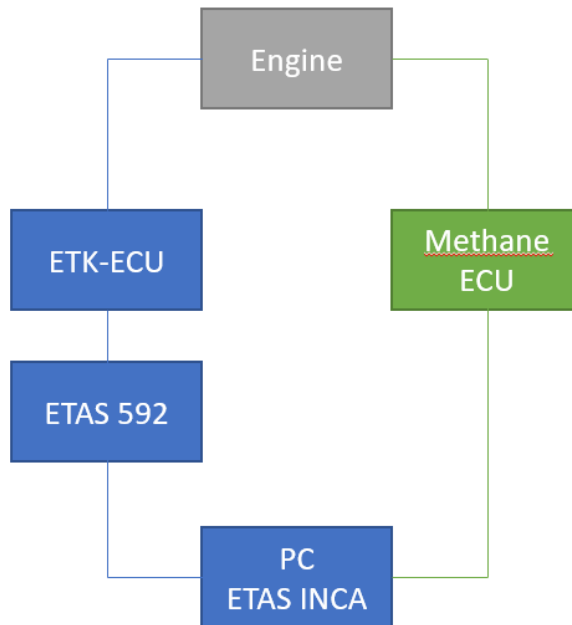 Engine
ETK-ECU
Methane
ECU
ETAS 592
PC
ETAS INCA